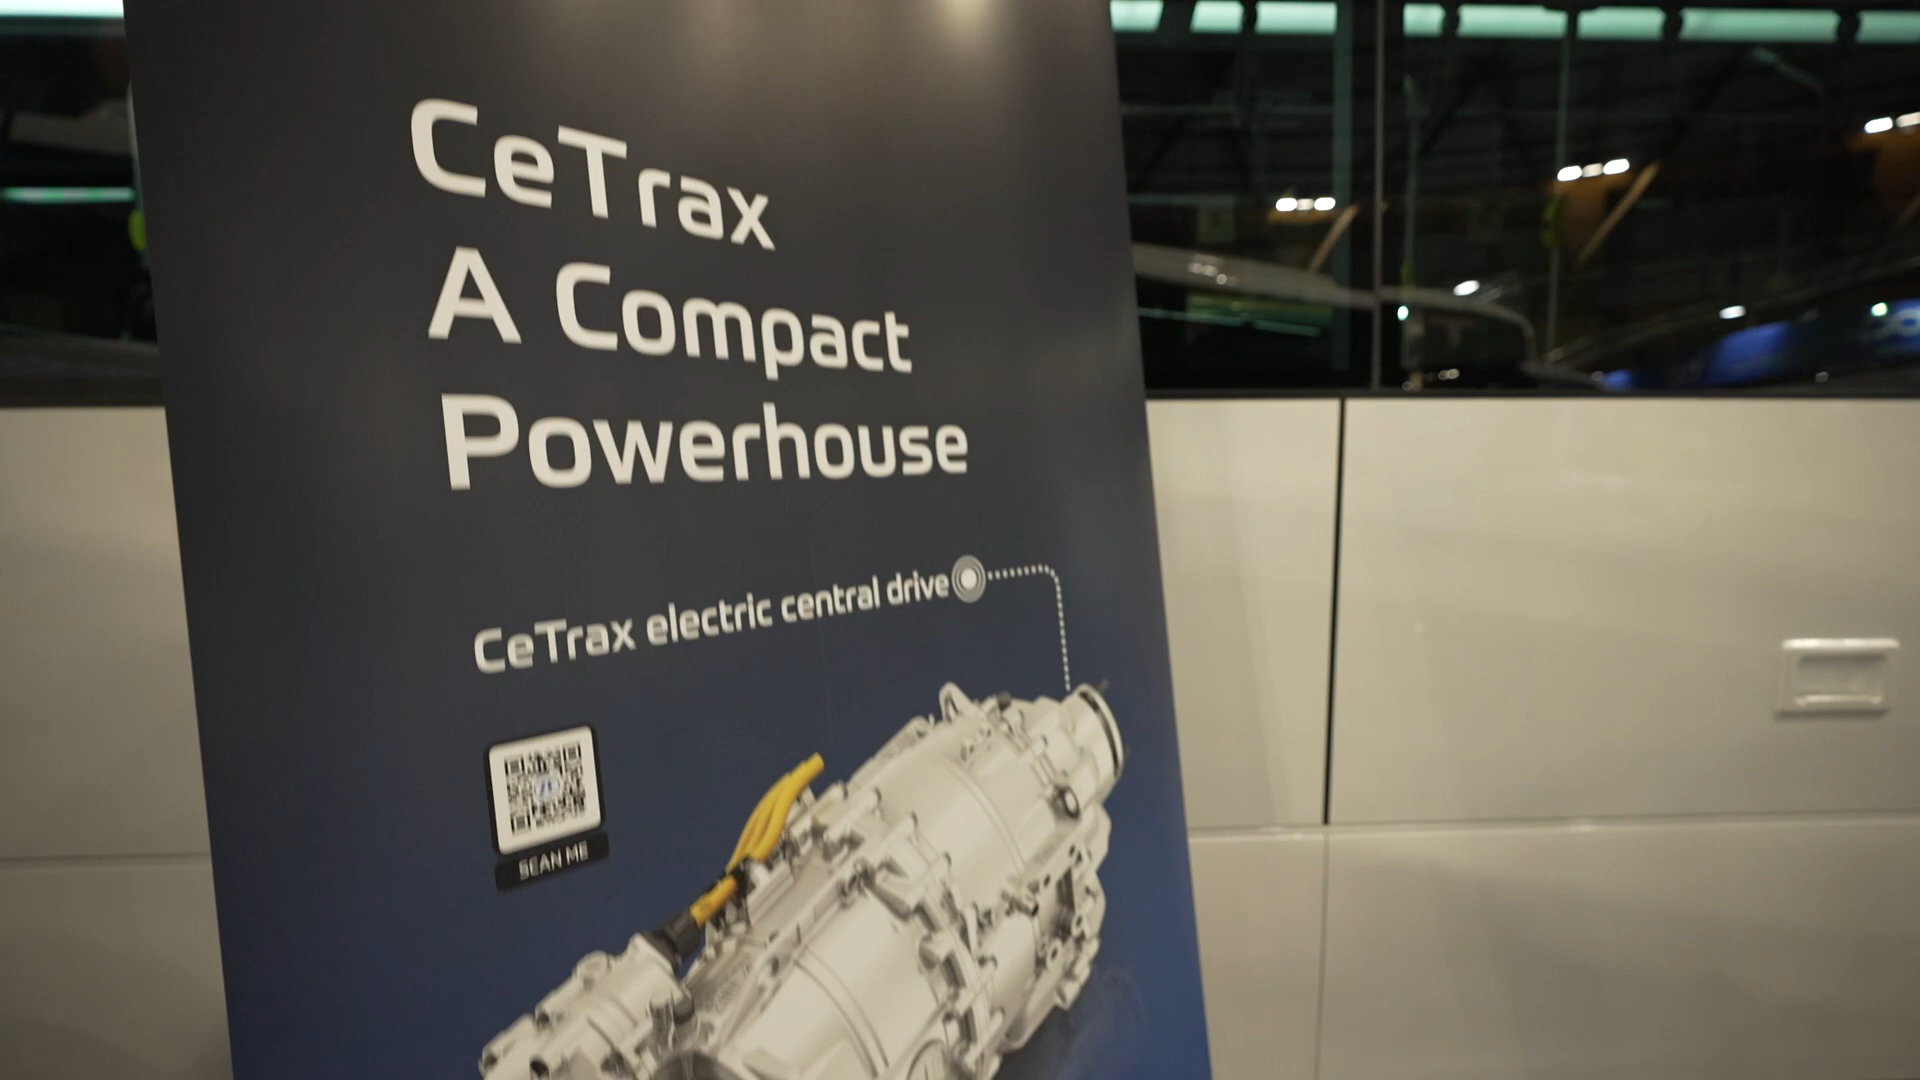 CeTrax
A Compact
Powerhouse
CeTrax electric central drive
SCAN ME